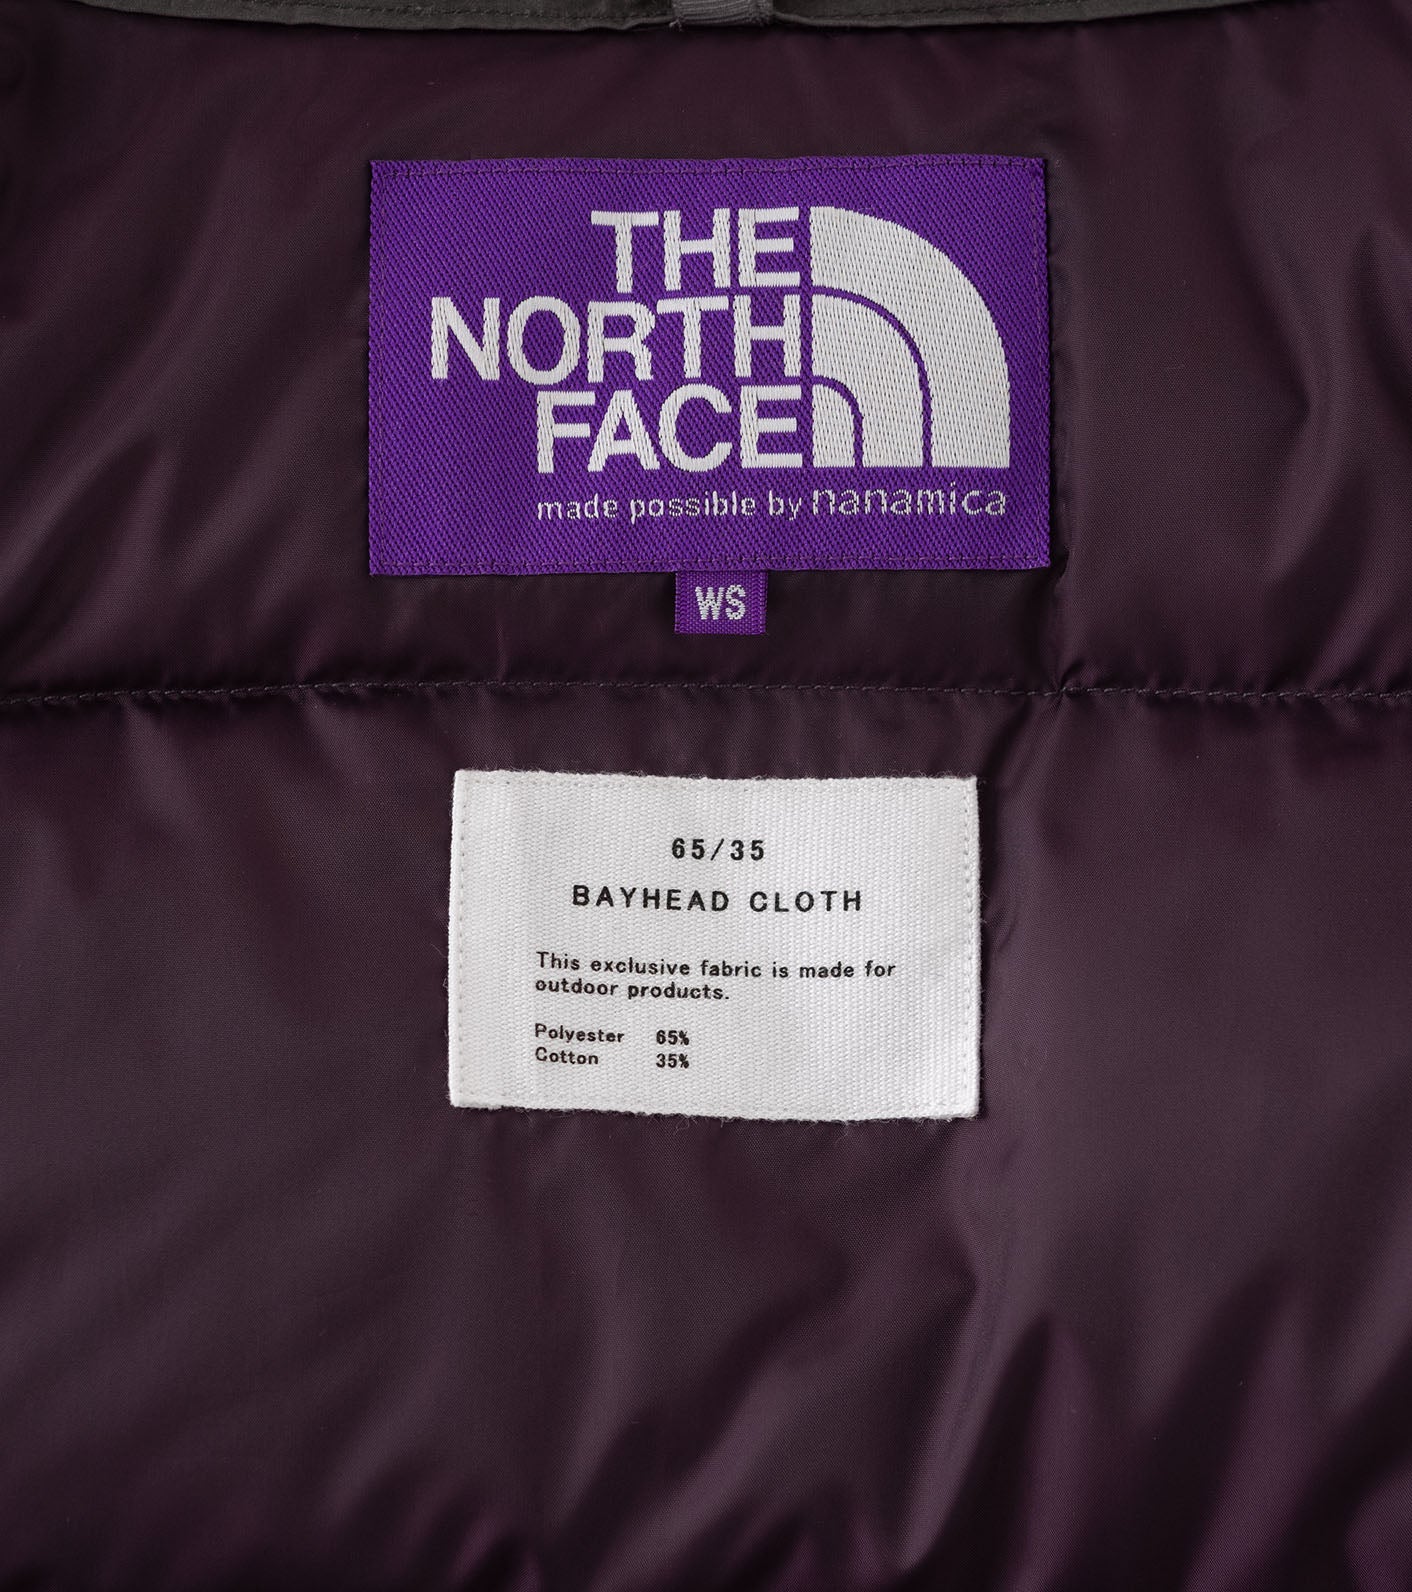 THE
NORTH
FACE
made possible by nanamica
WS
65/35
BAYHEAD CLOTH
This exclusive fabric is made for
outdoor products.
Polyester 65%
Cotton 35%